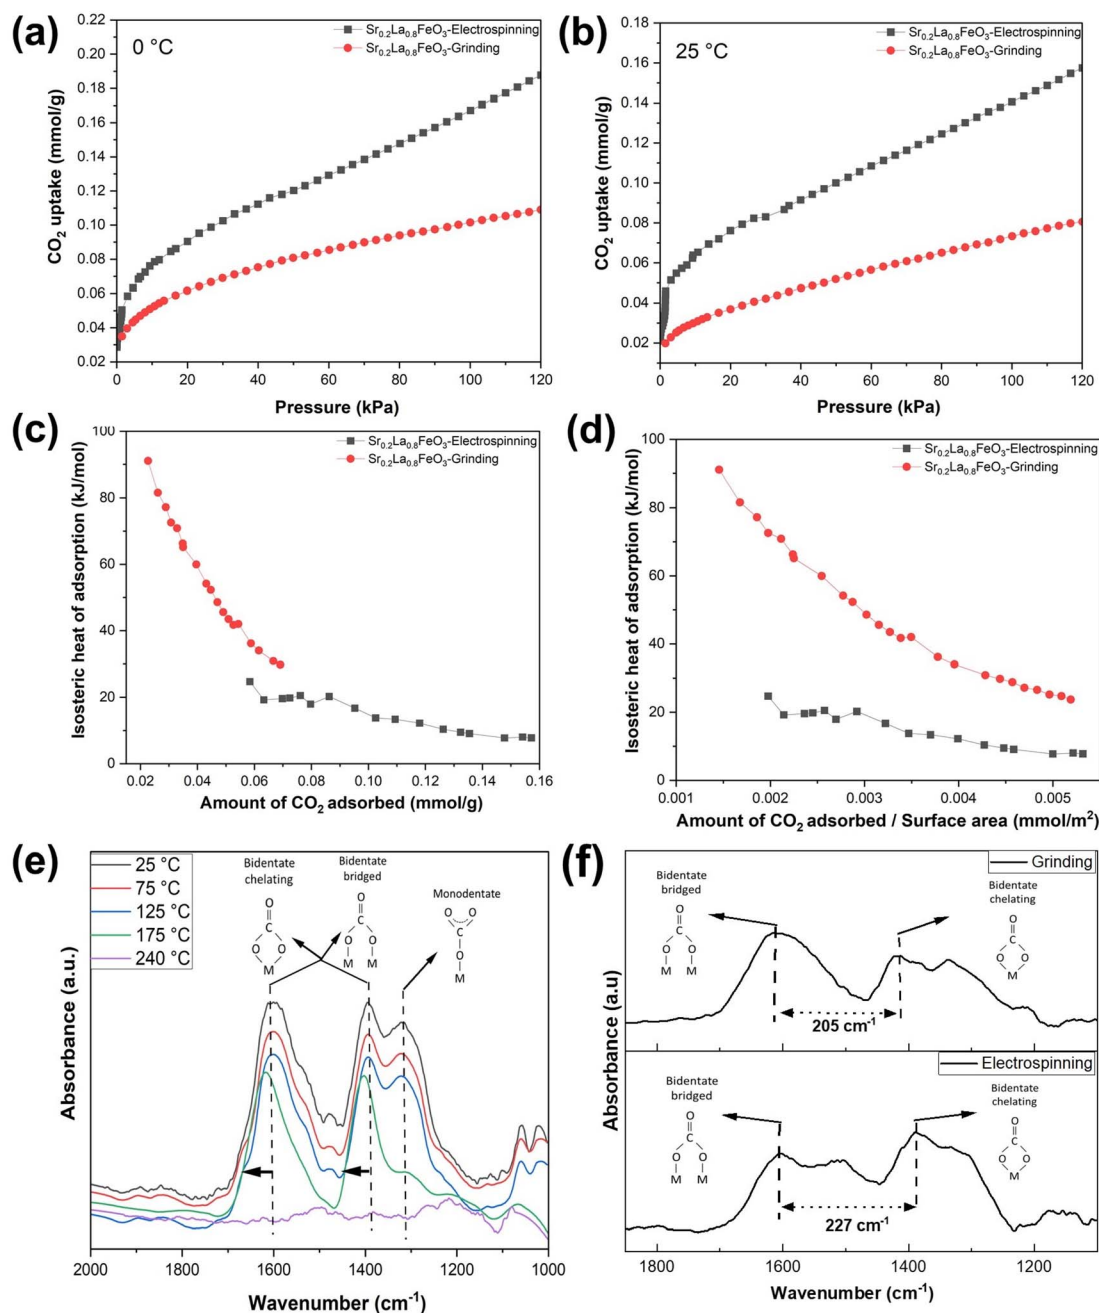 (a)
0 °C
Sr0.2La0.8FeO3-Electrospinning
Sr0.2La0.8FeO3-Grinding
CO2 uptake (mmol/g)
0.22
0.20
0.18
0.16
0.14
0.12
0.10
0.08
0.06
0.04
0.02
0 20 40 60 80 100 120
Pressure (kPa)
(b)
25 °C
Sr0.2La0.8FeO3-Electrospinning
Sr0.2La0.8FeO3-Grinding
CO2 uptake (mmol/g)
0.18
0.16
0.14
0.12
0.10
0.08
0.06
0.04
0.02
0 20 40 60 80 100 120
Pressure (kPa)
(c)
Sr0.2La0.8FeO3-Electrospinning
Sr0.2La0.8FeO3-Grinding
Isosteric heat of adsorption (kJ/mol)
100
80
60
40
20
0
0.02 0.04 0.06 0.08 0.10 0.12 0.14 0.16
Amount of CO2 adsorbed (mmol/g)
(d)
Sr0.2La0.8FeO3-Electrospinning
Sr0.2La0.8FeO3-Grinding
Isosteric heat of adsorption (kJ/mol)
100
80
60
40
20
0
0.001 0.002 0.003 0.004 0.005
Amount of CO2 adsorbed / Surface area (mmol/m2)
(e)
25 °C
75 °C
125 °C
175 °C
240 °C
Bidentate
chelating
O
C
O O
M
Bidentate
bridged
O
C
O O
M M
Monodentate
O O
C
O
M
Absorbance (a.u.)
2000 1800 1600 1400 1200 1000
Wavenumber (cm-1)
(f)
Grinding
Bidentate
bridged
O
C
O O
M M
Bidentate
chelating
O
C
O O
M
205 cm-1
Electrospinning
Bidentate
bridged
O
C
O O
M M
Bidentate
chelating
O
C
O O
M
227 cm-1
Absorbance (a.u)
1800 1600 1400 1200
Wavenumber (cm-1)